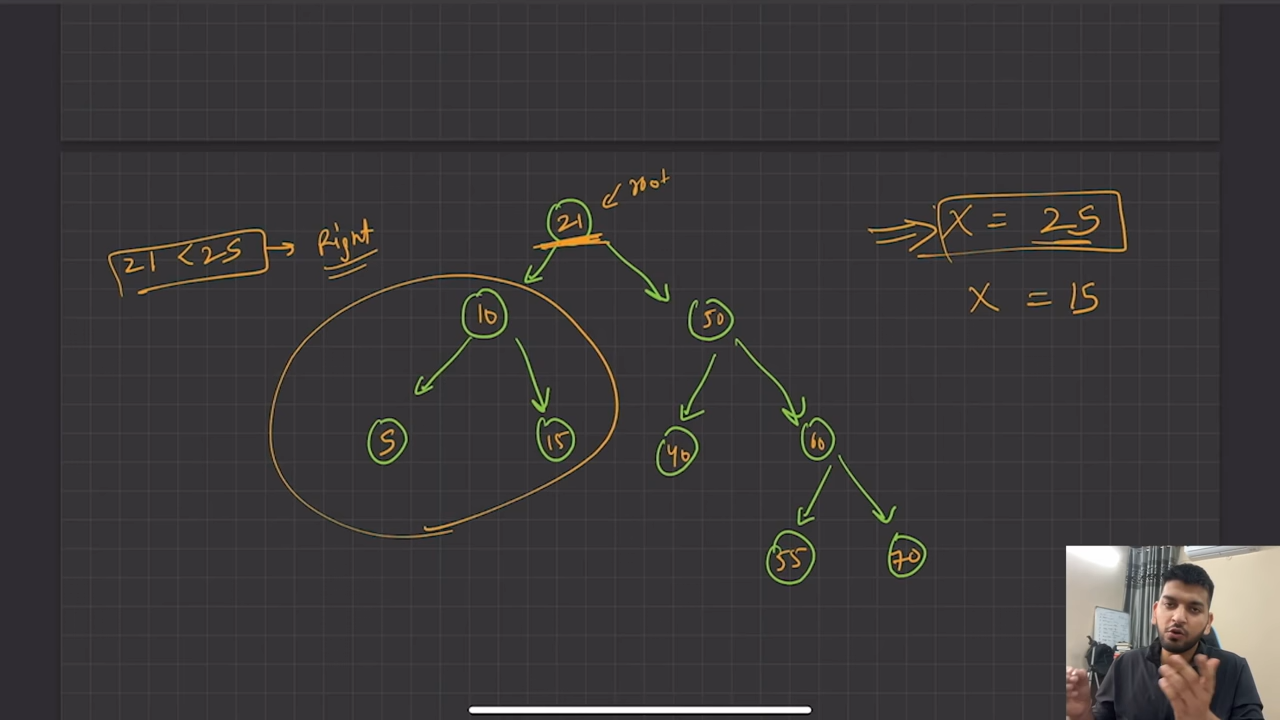 root
21
21 < 25 → Right
X = 25
X = 15
10
50
5
15
40
60
55
70